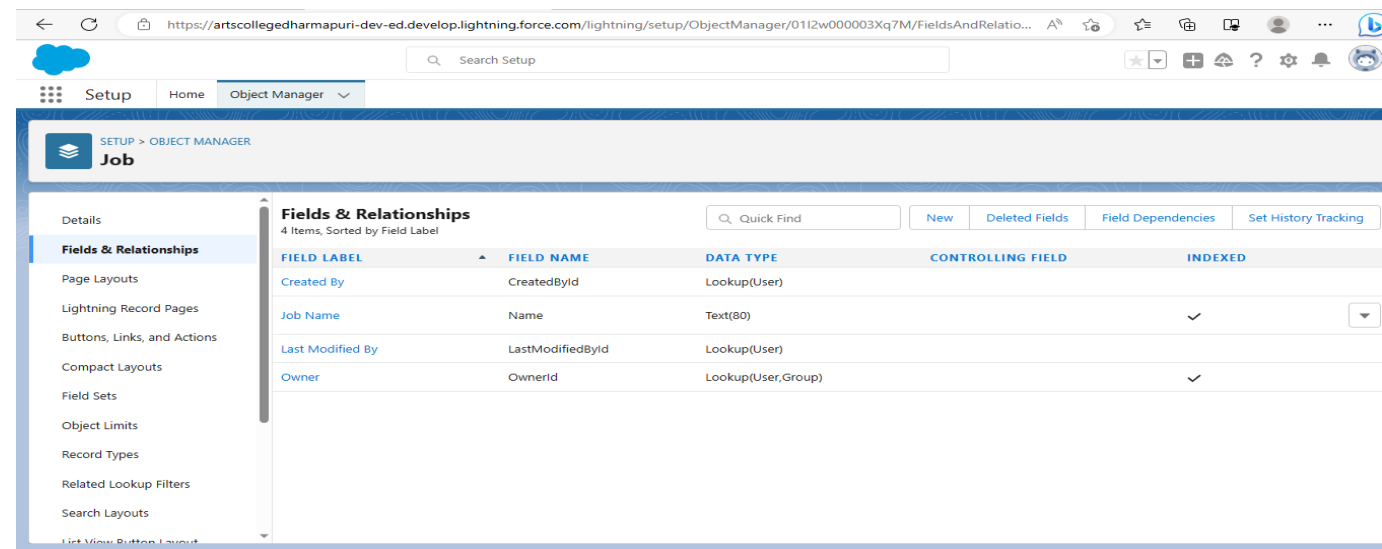 https://artscollegedharmapuri-dev-ed.develop.lightning.force.com/lightning/setup/ObjectManager/01I2w000003Xq7M/FieldsAndRelatio...
Search Setup
Setup Home Object Manager
SETUP > OBJECT MANAGER
Job
Details
Fields & Relationships
Page Layouts
Lightning Record Pages
Buttons, Links, and Actions
Compact Layouts
Field Sets
Object Limits
Record Types
Related Lookup Filters
Search Layouts
List View Button Layout
Fields & Relationships
4 Items, Sorted by Field Label
Quick Find New Deleted Fields Field Dependencies Set History Tracking
FIELD LABEL FIELD NAME DATA TYPE CONTROLLING FIELD INDEXED
Created By CreatedById Lookup(User)
Job Name Name Text(80)
Last Modified By LastModifiedById Lookup(User)
Owner OwnerId Lookup(User,Group)